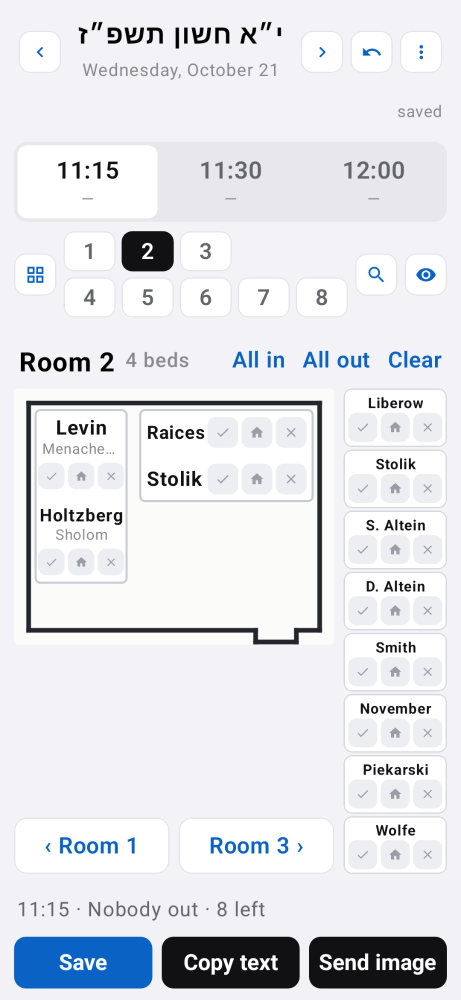 י״א חשון תשפ״ז
Wednesday, October 21
saved
11:15
11:30
12:00
–
–
–
1
2
3
4
5
6
7
8
Room 2
4 beds
All in
All out
Clear
Levin
Menache...
Holtzberg
Sholom
Raices
Stolik
Liberow
Stolik
S. Altein
D. Altein
Smith
November
Piekarski
Wolfe
‹ Room 1
Room 3 ›
11:15 · Nobody out · 8 left
Save
Copy text
Send image